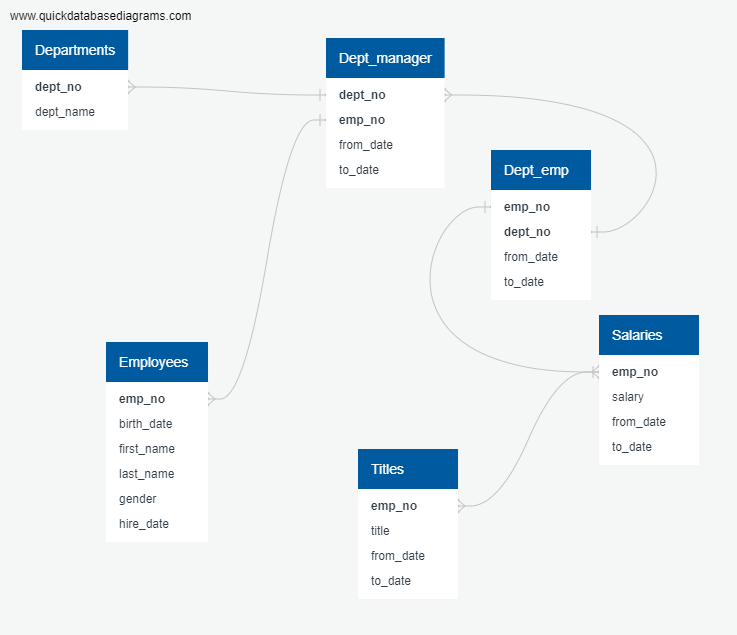 www.quickdatabasediagrams.com
Departments
dept_no
dept_name
Dept_manager
dept_no
emp_no
from_date
to_date
Dept_emp
emp_no
dept_no
from_date
to_date
Salaries
emp_no
salary
from_date
to_date
Employees
emp_no
birth_date
first_name
last_name
gender
hire_date
Titles
emp_no
title
from_date
to_date